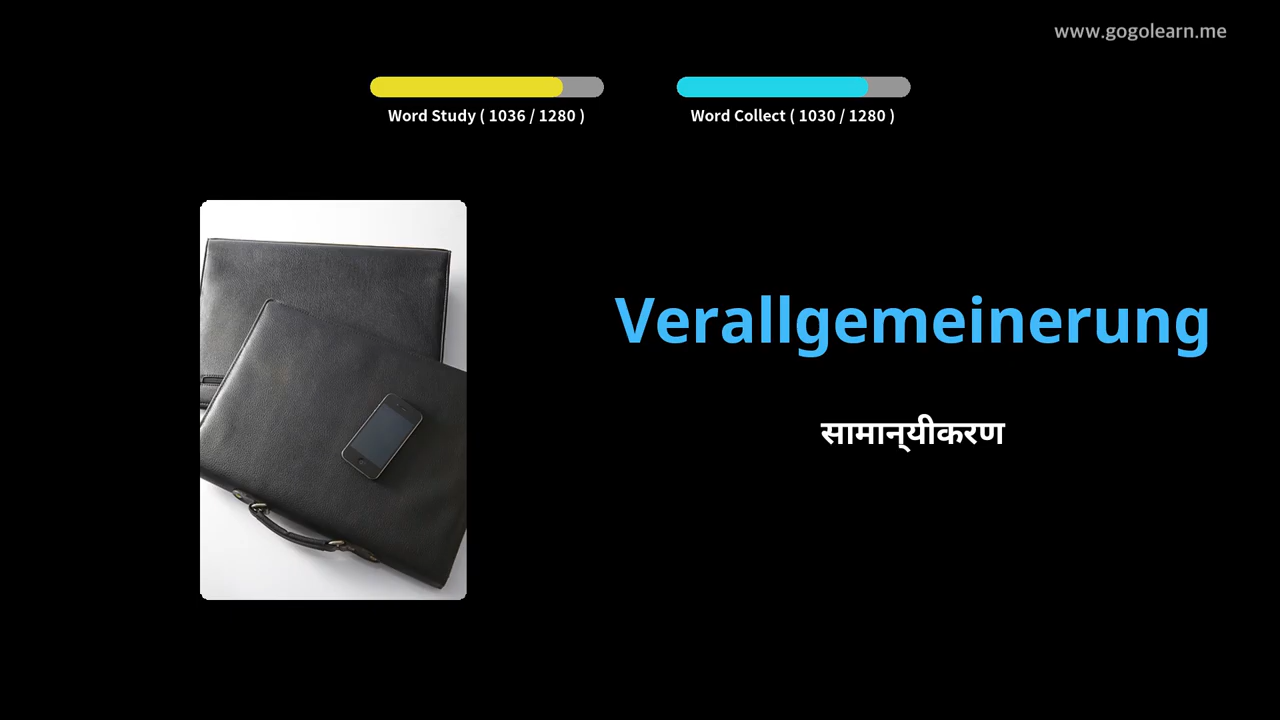 www.gogolearn.me
Word Study ( 1036 / 1280 )
Word Collect ( 1030 / 1280 )
Verallgemeinerung
सामान्यीकरण